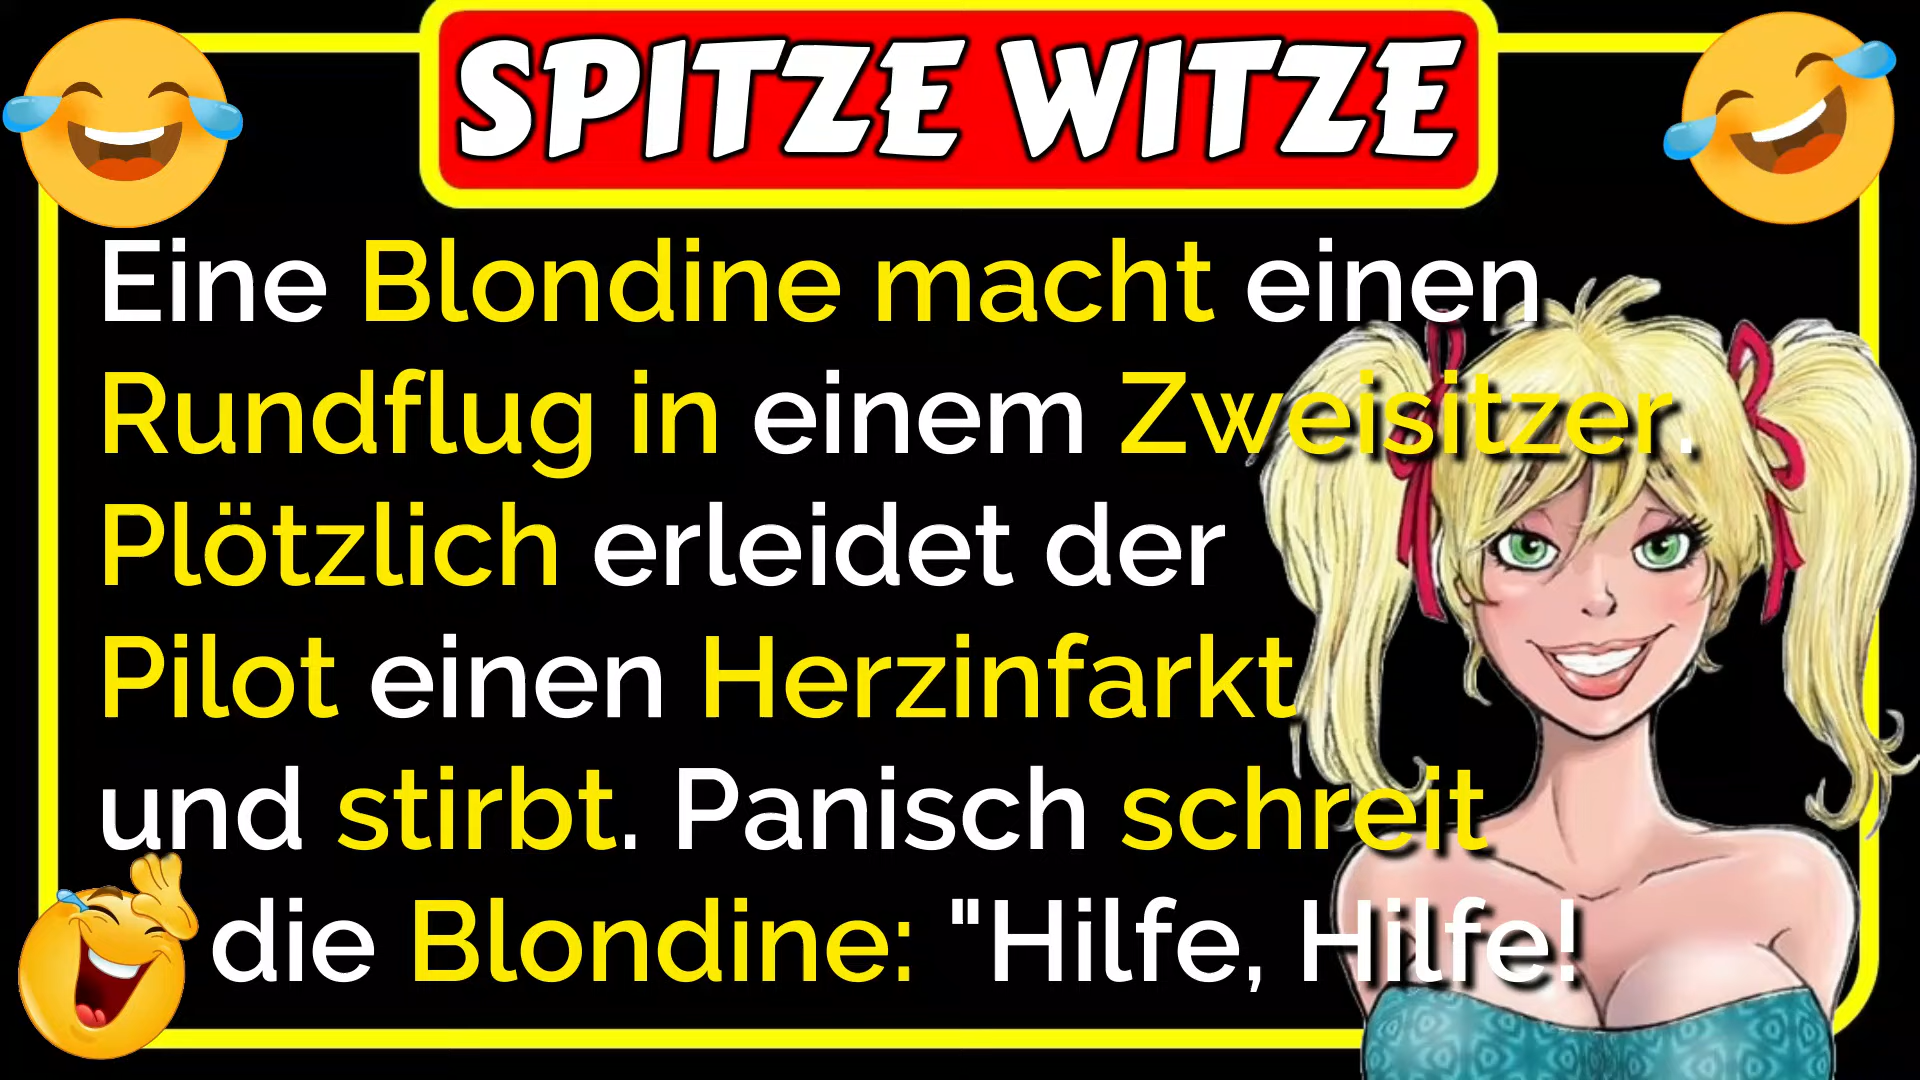 SPITZE WITZE
Eine Blondine macht einen
Rundflug in einem Zweisitzer.
Plötzlich erleidet der
Pilot einen Herzinfarkt
und stirbt. Panisch schreit
die Blondine: "Hilfe, Hilfe!